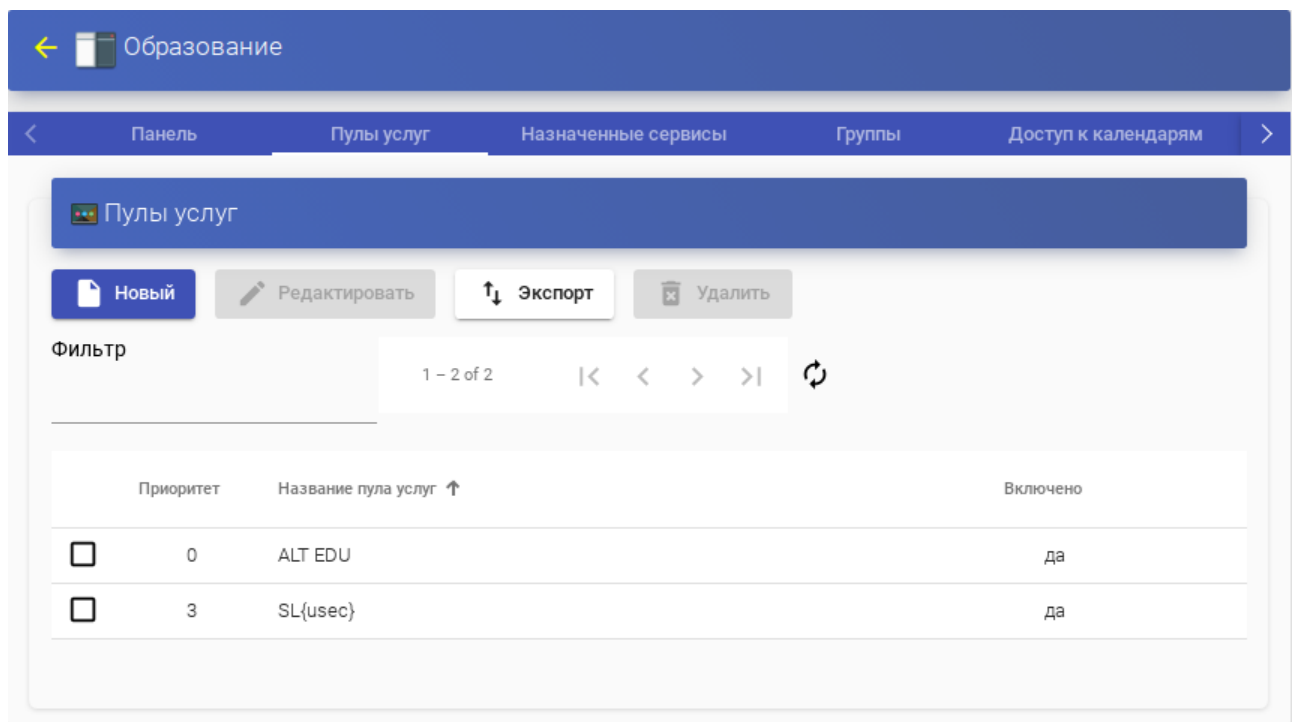 Образование
Панель Пулы услуг Назначенные сервисы Группы Доступ к календарям
Пулы услуг
Новый Редактировать Экспорт Удалить
Фильтр
1 – 2 of 2
Приоритет Название пула услуг Включено
0 ALT EDU да
3 SL{usec} да